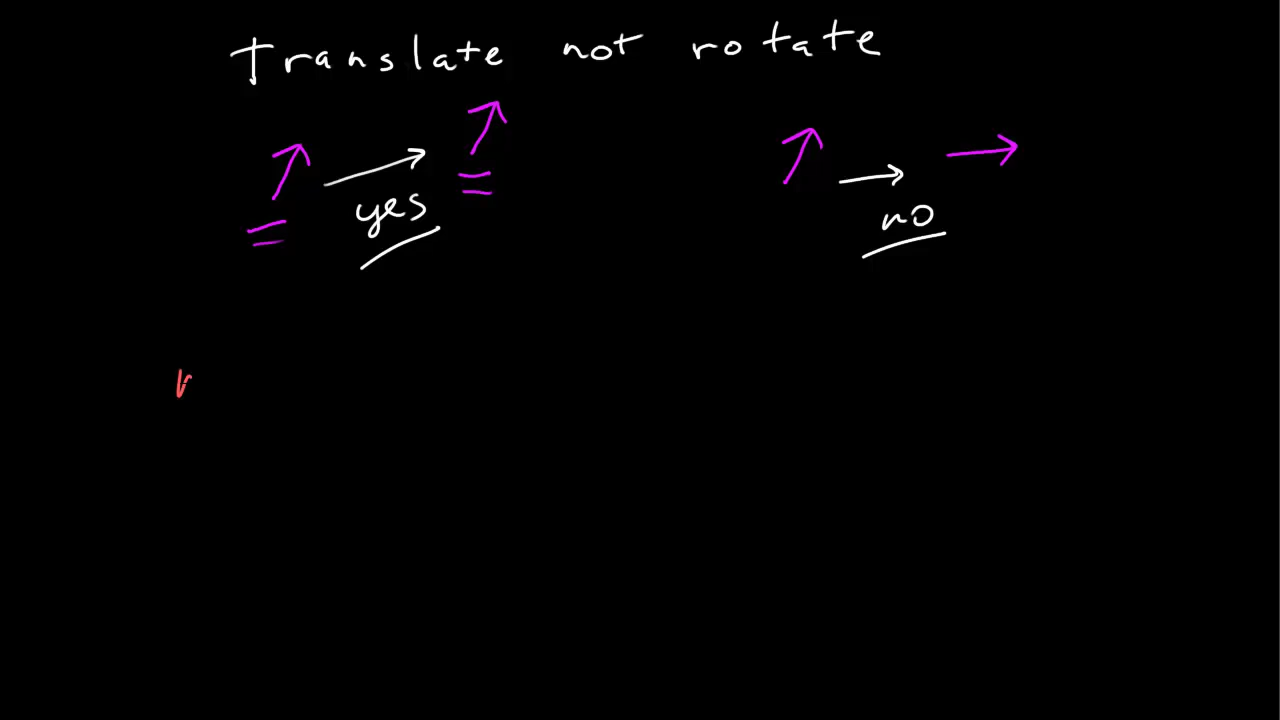 Translate not rotate
yes
no